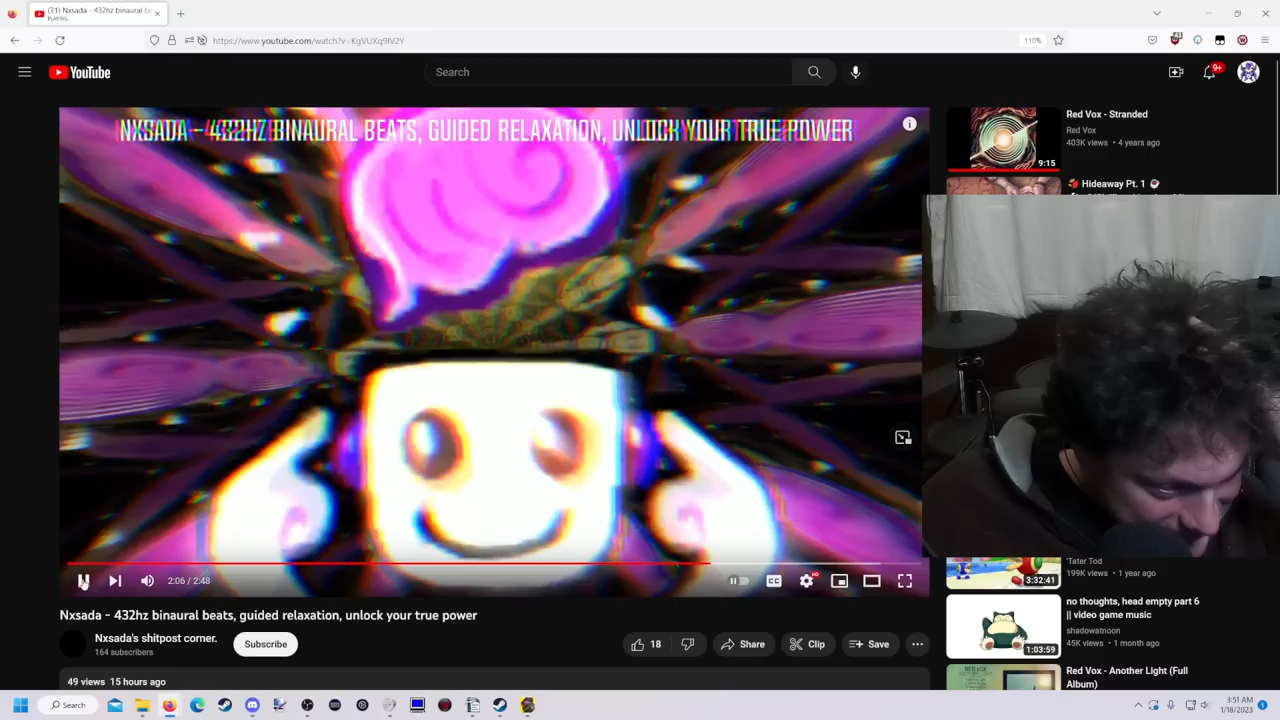 (31) Nxsada - 432hz binaural be
PLAYING
https://www.youtube.com/watch?v=KgVUXq9IV2Y
110%
YouTube
Search
9+
NXSADA - 432HZ BINAURAL BEATS, GUIDED RELAXATION, UNLOCK YOUR TRUE POWER
2:06 / 2:48
CC
HD
Nxsada - 432hz binaural beats, guided relaxation, unlock your true power
Nxsada's shitpost corner.
164 subscribers
Subscribe
18
Share
Clip
Save
49 views 15 hours ago
9:15
Red Vox - Stranded
Red Vox
403K views • 4 years ago
Hideaway Pt. 1
3:32:41
'Tater Tod
199K views • 1 year ago
1:03:59
no thoughts, head empty part 6
|| video game music
shadowatnoon
45K views • 1 month ago
Red Vox - Another Light (Full
Album)
Search
3:51 AM
1/18/2023